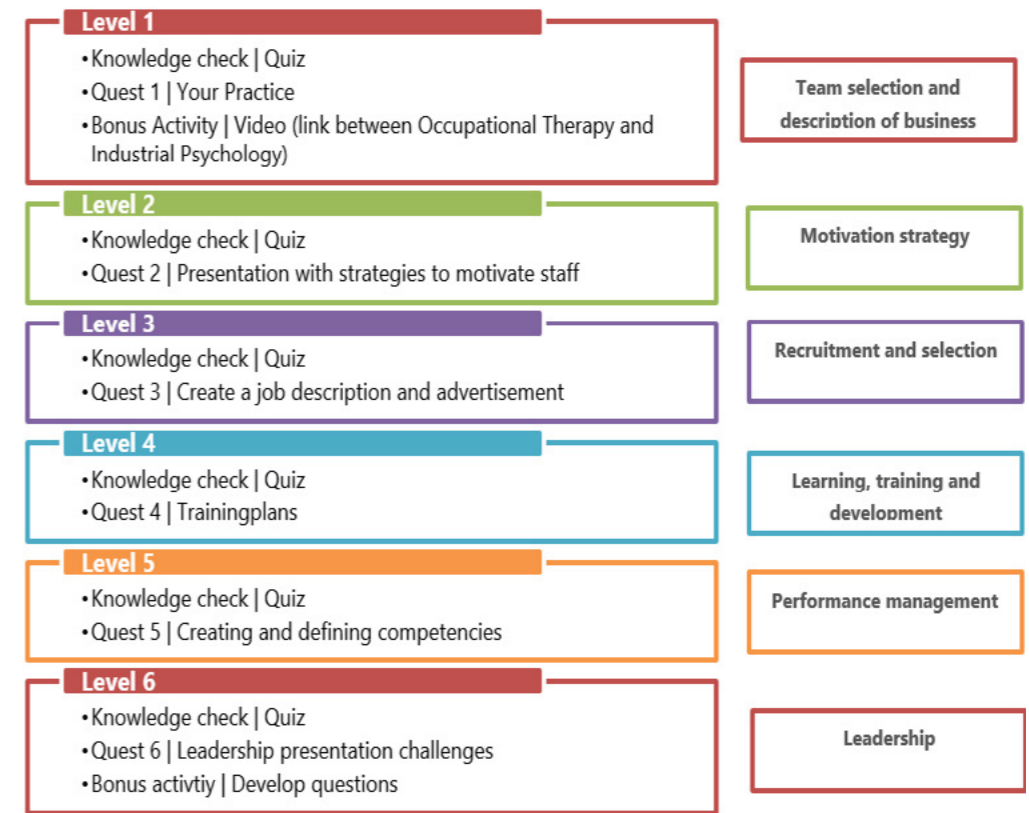 Level 1
•Knowledge check | Quiz
•Quest 1 | Your Practice
•Bonus Activity | Video (link between Occupational Therapy and
Industrial Psychology)
Team selection and
description of business
Level 2
•Knowledge check | Quiz
•Quest 2 | Presentation with strategies to motivate staff
Motivation strategy
Level 3
•Knowledge check | Quiz
•Quest 3 | Create a job description and advertisement
Recruitment and selection
Level 4
•Knowledge check | Quiz
•Quest 4 | Trainingplans
Learning, training and
development
Level 5
•Knowledge check | Quiz
•Quest 5 | Creating and defining competencies
Performance management
Level 6
•Knowledge check | Quiz
•Quest 6 | Leadership presentation challenges
•Bonus activtiy | Develop questions
Leadership